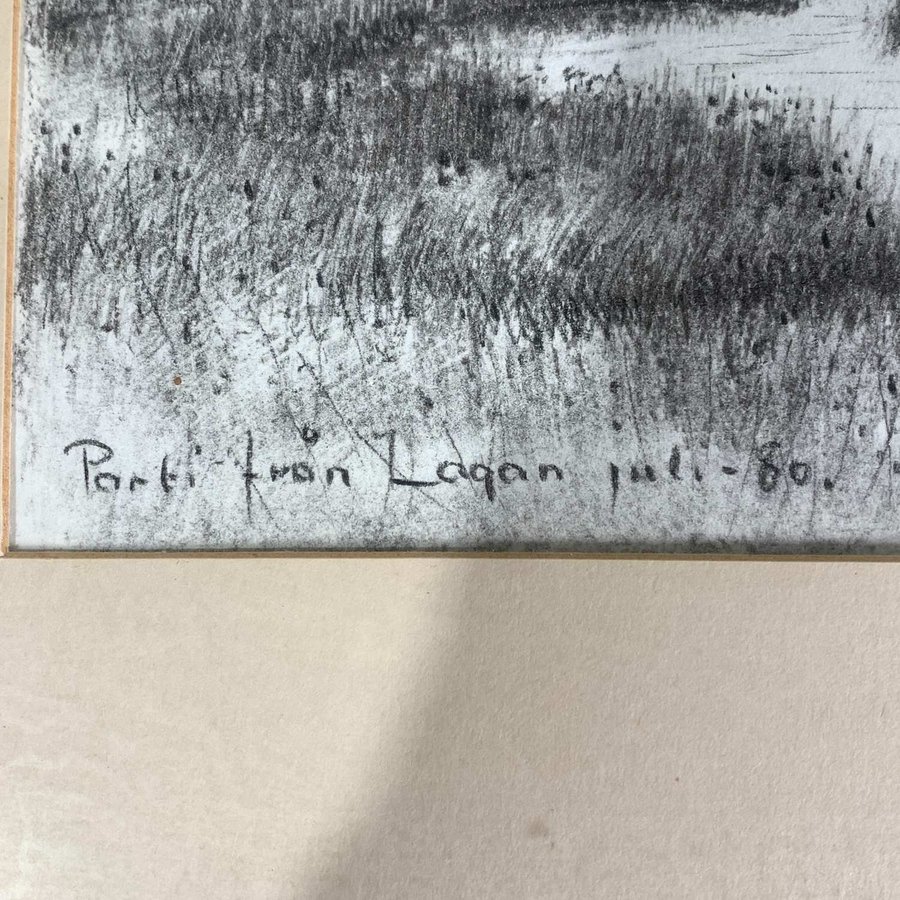 Parti från Lagan juli - 80.